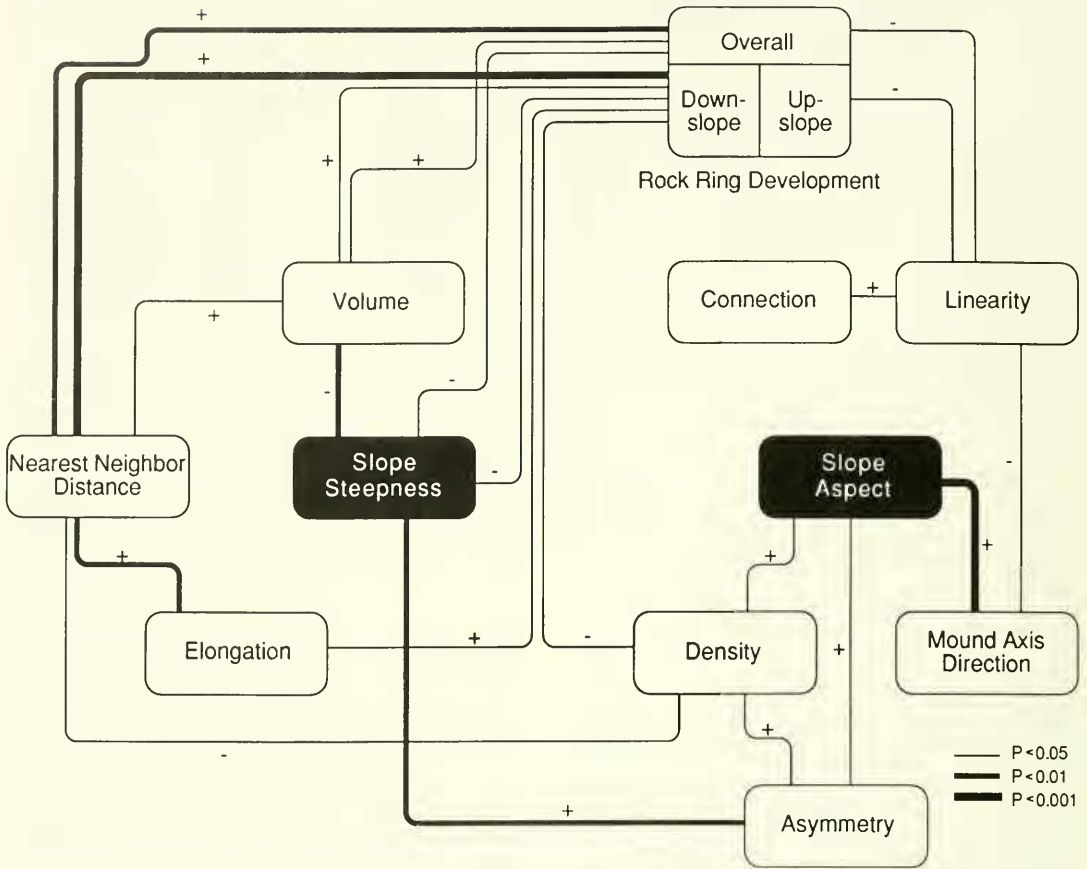 +
Overall
-
+
Down-
slope
Up-
slope
-
+
+
Rock Ring Development
Volume
Connection
+
Linearity
+
-
-
Nearest Neighbor
Distance
Slope
Steepness
-
Slope
Aspect
-
+
+
+
Elongation
+
-
Density
+
Mound Axis
Direction
-
+
P<0.05
P<0.01
P<0.001
+
Asymmetry